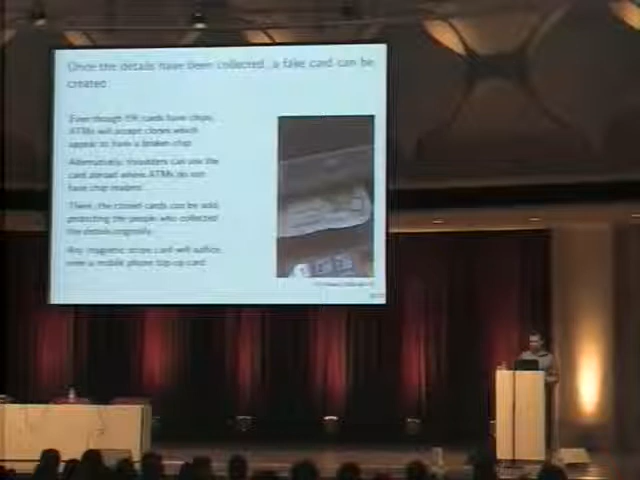 Once the details have been collected, a fake card can be
created
Even though UK cards have chips,
ATMs will accept clones which
appear to have a broken chip
Alternatively, fraudsters can use the
card abroad where ATMs do not
have chip readers
There, the cloned cards can be sold,
protecting the people who collected
the details originally
Any magnetic stripe card will suffice,
even a mobile phone top-up card